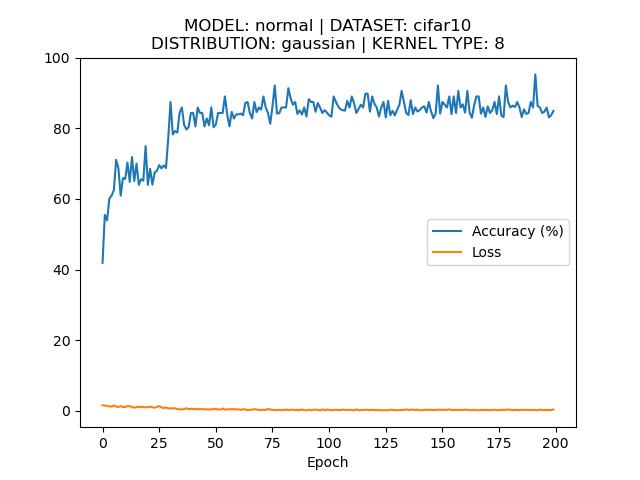 MODEL: normal | DATASET: cifar10
DISTRIBUTION: gaussian | KERNEL TYPE: 8
100
80
60
40
20
0
Accuracy (%)
Loss
0 25 50 75 100 125 150 175 200
Epoch